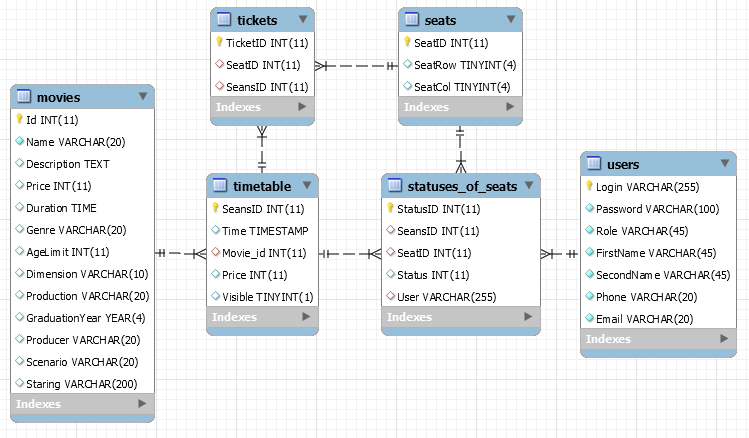 tickets
TicketID INT(11)
SeatID INT(11)
SeansID INT(11)
Indexes
seats
SeatID INT(11)
SeatRow TINYINT(4)
SeatCol TINYINT(4)
Indexes
movies
Id INT(11)
Name VARCHAR(20)
Description TEXT
Price INT(11)
Duration TIME
Genre VARCHAR(20)
AgeLimit INT(11)
Dimension VARCHAR(10)
Production VARCHAR(20)
GraduationYear YEAR(4)
Producer VARCHAR(20)
Scenario VARCHAR(20)
Staring VARCHAR(200)
Indexes
timetable
SeansID INT(11)
Time TIMESTAMP
Movie_id INT(11)
Price INT(11)
Visible TINYINT(1)
Indexes
statuses_of_seats
StatusID INT(11)
SeansID INT(11)
SeatID INT(11)
Status INT(11)
User VARCHAR(255)
Indexes
users
Login VARCHAR(255)
Password VARCHAR(100)
Role VARCHAR(45)
FirstName VARCHAR(45)
SecondName VARCHAR(45)
Phone VARCHAR(20)
Email VARCHAR(20)
Indexes